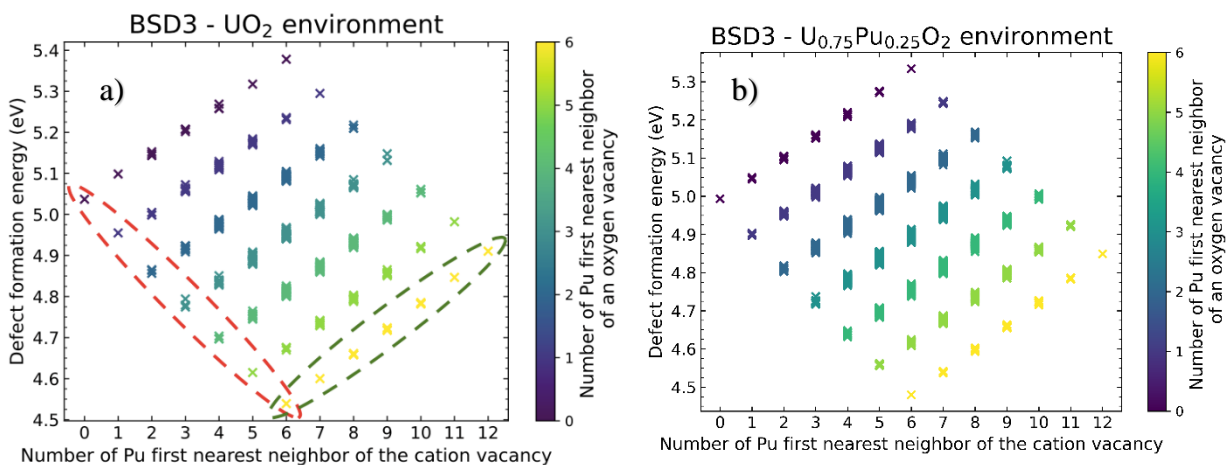 BSD3 - UO₂ environment
a)
Defect formation energy (eV)
5.4
5.3
5.2
5.1
5.0
4.9
4.8
4.7
4.6
4.5
0 1 2 3 4 5 6 7 8 9 10 11 12
Number of Pu first nearest neighbor of the cation vacancy
6
5
4
3
2
1
0
Number of Pu first nearest neighbor
of an oxygen vacancy
BSD3 - U₀.₇₅Pu₀.₂₅O₂ environment
b)
Defect formation energy (eV)
5.3
5.2
5.1
5.0
4.9
4.8
4.7
4.6
4.5
0 1 2 3 4 5 6 7 8 9 10 11 12
Number of Pu first nearest neighbor of the cation vacancy
6
5
4
3
2
1
0
Number of Pu first nearest neighbor
of an oxygen vacancy